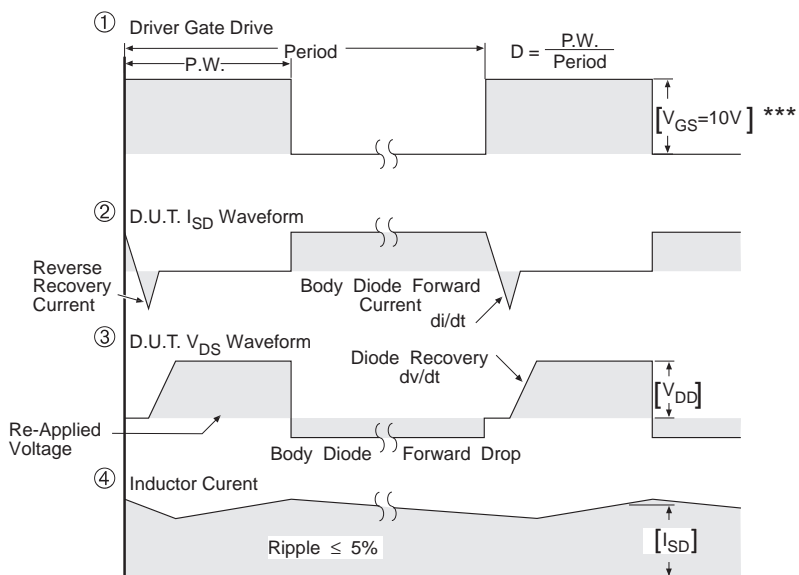 ① Driver Gate Drive
Period
P.W.
D = P.W.
Period
[VGS=10V] ***
② D.U.T. ISD Waveform
Reverse
Recovery
Current
Body Diode Forward
Current
di/dt
③ D.U.T. VDS Waveform
Diode Recovery
dv/dt
[VDD]
Re-Applied
Voltage
Body Diode Forward Drop
④ Inductor Curent
Ripple ≤ 5%
[ISD]